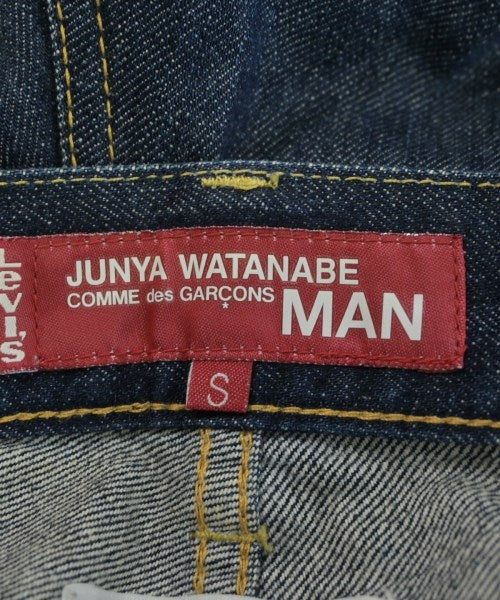 Levi's
JUNYA WATANABE
COMME des GARÇONS
*
MAN
S